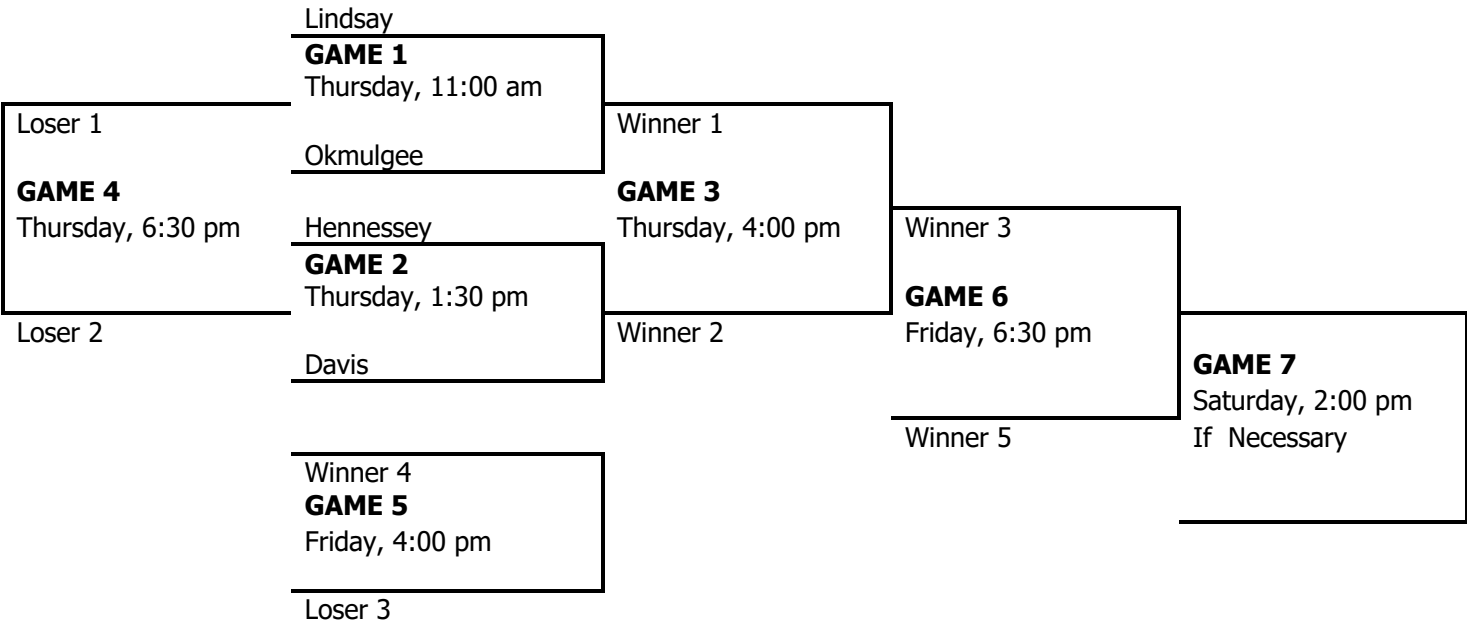 Lindsay
GAME 1
Thursday, 11:00 am
Okmulgee
Loser 1
GAME 4
Thursday, 6:30 pm
Loser 2
Hennessey
GAME 2
Thursday, 1:30 pm
Davis
Winner 1
GAME 3
Thursday, 4:00 pm
Winner 2
Winner 3
GAME 6
Friday, 6:30 pm
Winner 5
GAME 7
Saturday, 2:00 pm
If Necessary
Winner 4
GAME 5
Friday, 4:00 pm
Loser 3